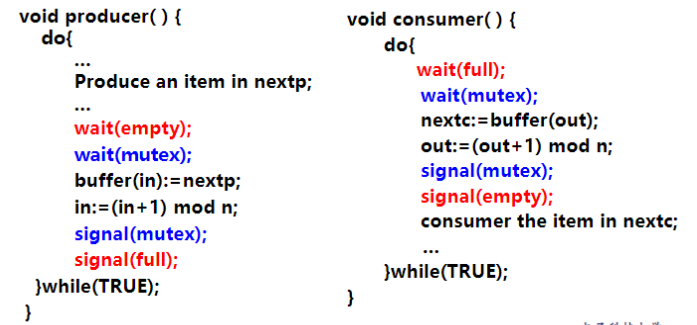 void producer( ) {
do{
...
Produce an item in nextp;
...
wait(empty);
wait(mutex);
buffer(in):=nextp;
in:=(in+1) mod n;
signal(mutex);
signal(full);
}while(TRUE);
}
void consumer( ) {
do{
wait(full);
wait(mutex);
nextc:=buffer(out);
out:=(out+1) mod n;
signal(mutex);
signal(empty);
consumer the item in nextc;
...
}while(TRUE);
}